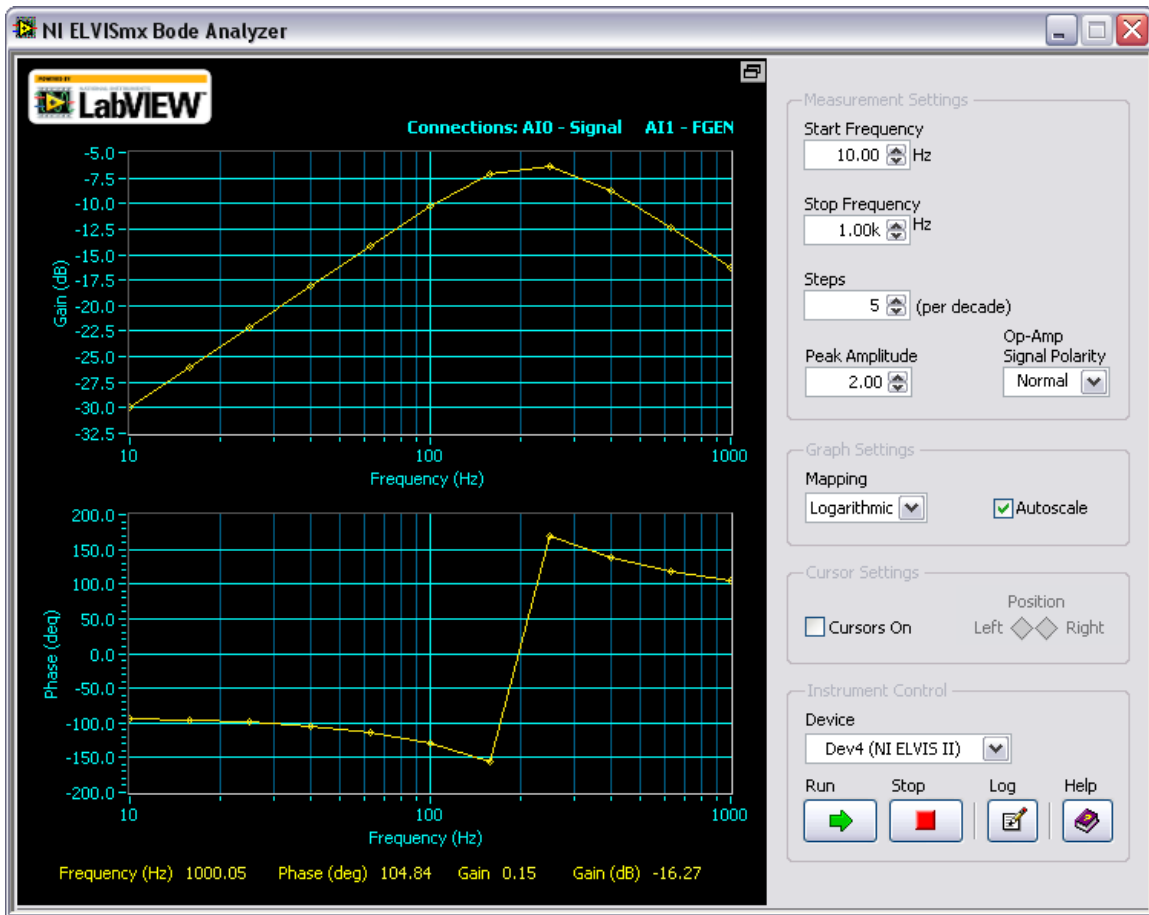 NI ELVISmx Bode Analyzer
POWERED BY
NATIONAL INSTRUMENTS
LabVIEW
Connections: AI0 - Signal AI1 - FGEN
-5.0
-7.5
-10.0
-12.5
-15.0
-17.5
-20.0
-22.5
-25.0
-27.5
-30.0
-32.5
Gain (dB)
10 100 1000
Frequency (Hz)
200.0
150.0
100.0
50.0
0.0
-50.0
-100.0
-150.0
-200.0
Phase (deg)
10 100 1000
Frequency (Hz)
Frequency (Hz) 1000.05 Phase (deg) 104.84 Gain 0.15 Gain (dB) -16.27
Measurement Settings
Start Frequency
10.00 Hz
Stop Frequency
1.00k Hz
Steps
5 (per decade)
Peak Amplitude
2.00
Op-Amp
Signal Polarity
Normal
Graph Settings
Mapping
Logarithmic
Autoscale
Cursor Settings
Cursors On
Position
Left Right
Instrument Control
Device
Dev4 (NI ELVIS II)
Run Stop Log Help